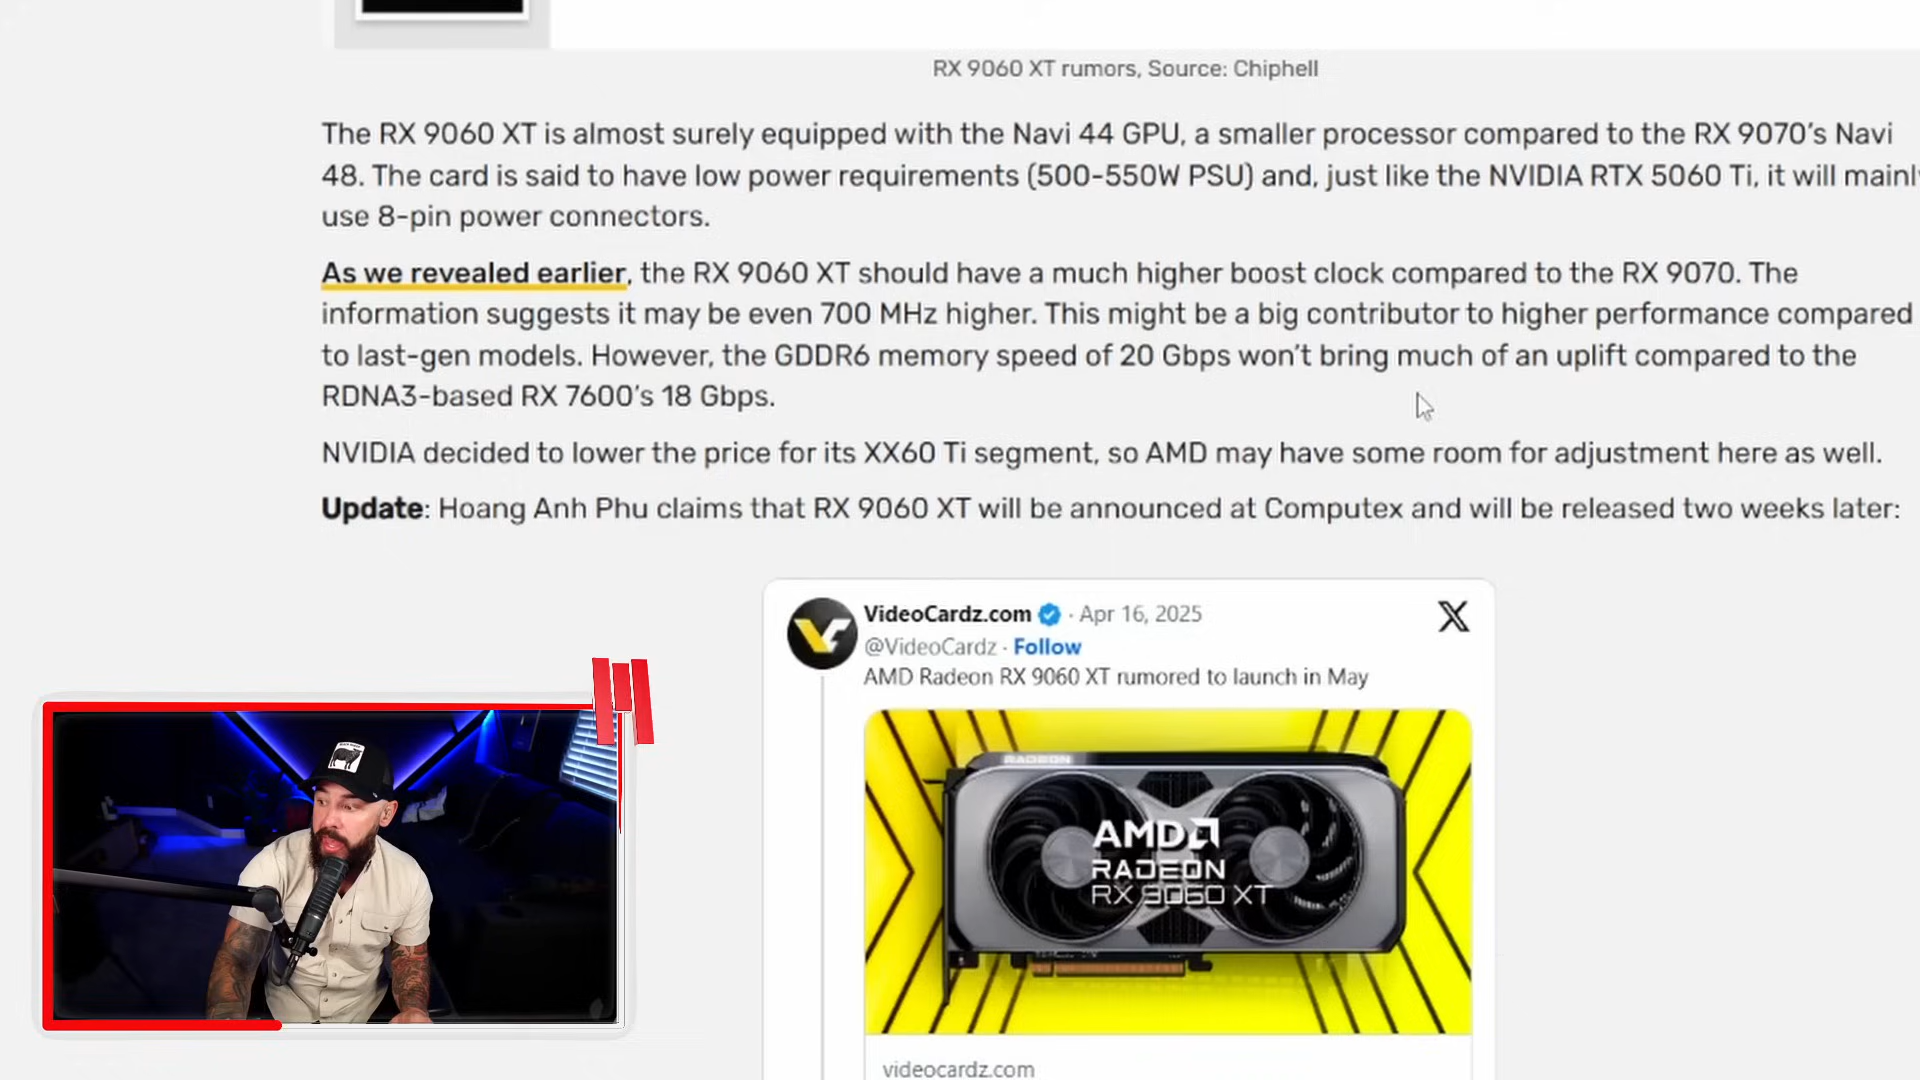 RX 9060 XT rumors, Source: Chiphell
The RX 9060 XT is almost surely equipped with the Navi 44 GPU, a smaller processor compared to the RX 9070's Navi
48. The card is said to have low power requirements (500-550W PSU) and, just like the NVIDIA RTX 5060 Ti, it will mainly
use 8-pin power connectors.
As we revealed earlier, the RX 9060 XT should have a much higher boost clock compared to the RX 9070. The
information suggests it may be even 700 MHz higher. This might be a big contributor to higher performance compared
to last-gen models. However, the GDDR6 memory speed of 20 Gbps won't bring much of an uplift compared to the
RDNA3-based RX 7600's 18 Gbps.
NVIDIA decided to lower the price for its XX60 Ti segment, so AMD may have some room for adjustment here as well.
Update: Hoang Anh Phu claims that RX 9060 XT will be announced at Computex and will be released two weeks later:
VideoCardz.com · Apr 16, 2025
@VideoCardz · Follow
AMD Radeon RX 9060 XT rumored to launch in May
RADEON
AMD
RADEON
RX 9060 XT
videocardz.com